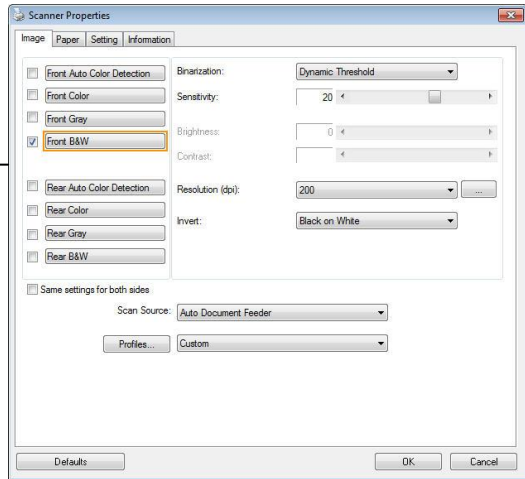 Scanner Properties
Image Paper Setting Information
Front Auto Color Detection
Front Color
Front Gray
Front B&W
Rear Auto Color Detection
Rear Color
Rear Gray
Rear B&W
Binarization: Dynamic Threshold
Sensitivity: 20
Brightness: 0
Contrast:
Resolution (dpi): 200 ...
Invert: Black on White
Same settings for both sides
Scan Source: Auto Document Feeder
Profiles... Custom
Defaults OK Cancel